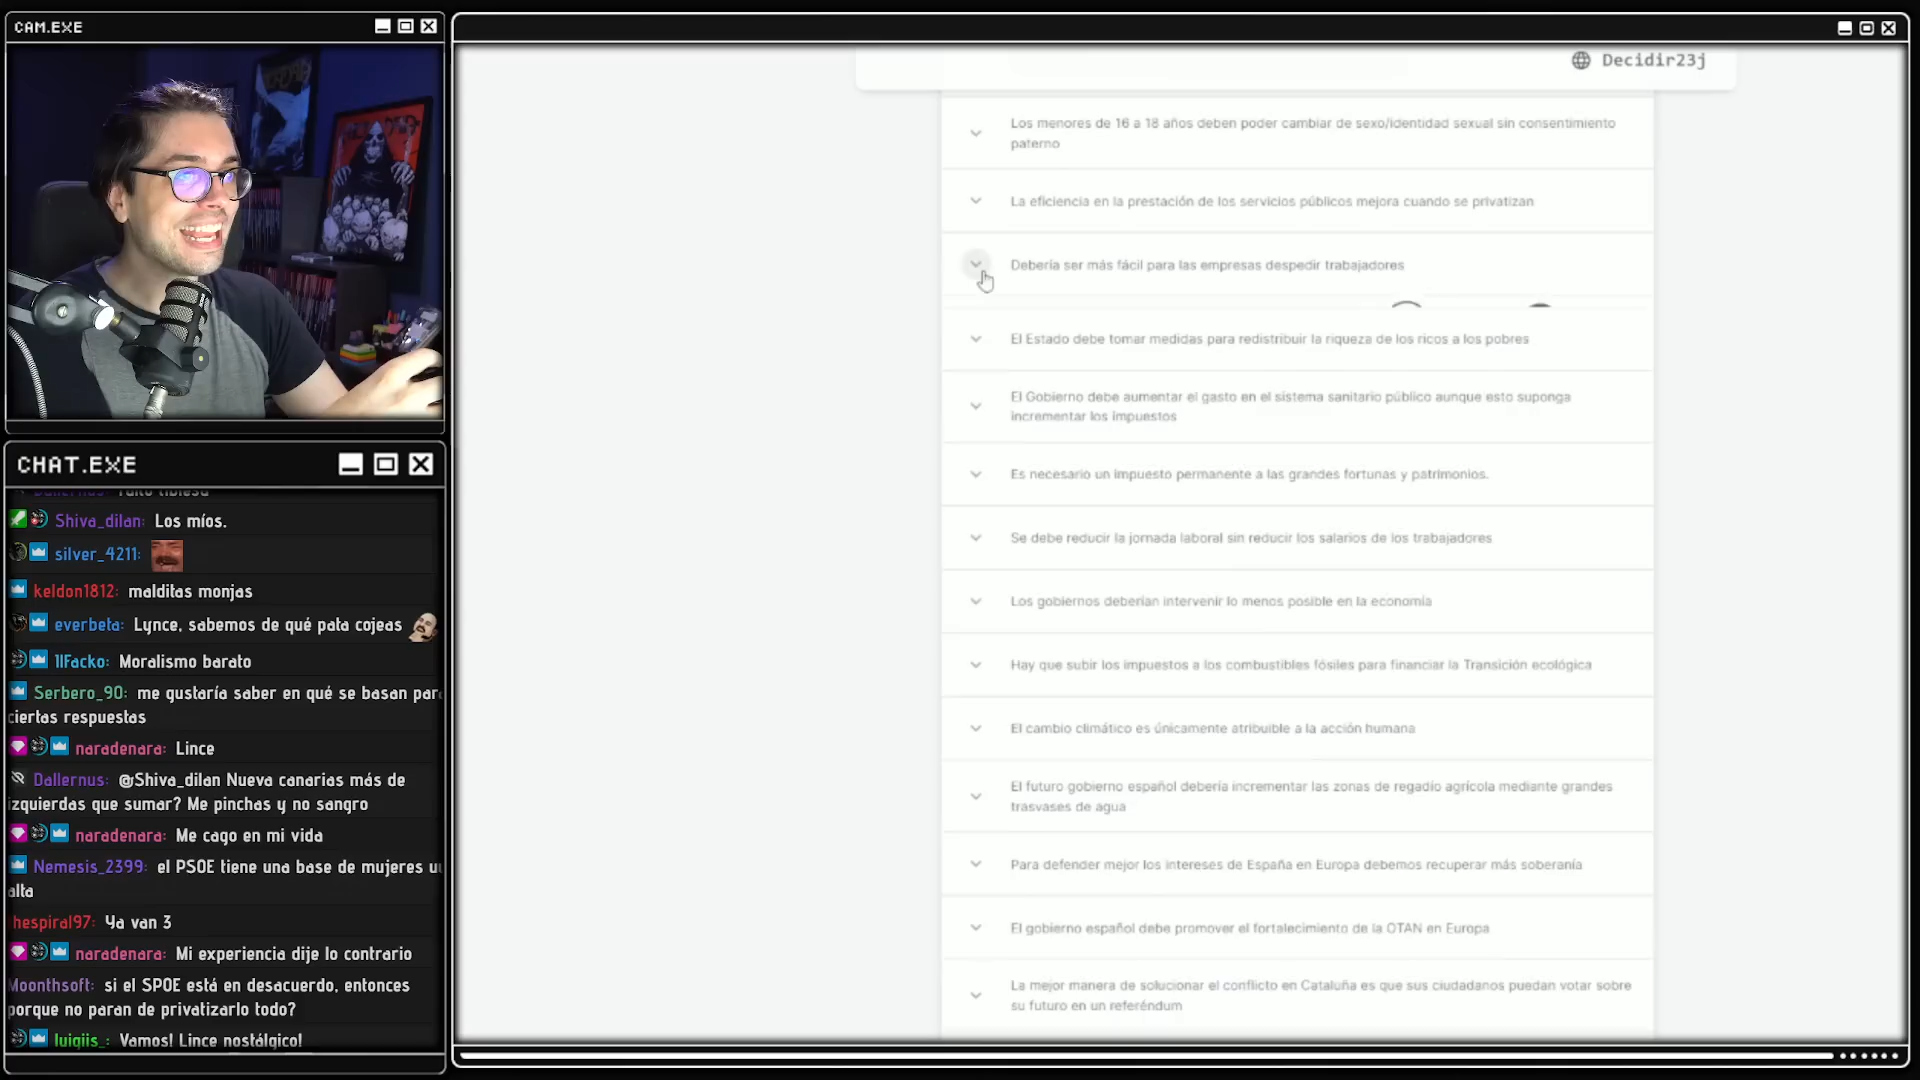 CAM.EXE
Decidir23j
Los menores de 16 a 18 años deben poder cambiar de sexo/identidad sexual sin consentimiento
paterno
La eficiencia en la prestación de los servicios públicos mejora cuando se privatizan
Debería ser más fácil para las empresas despedir trabajadores
El Estado debe tomar medidas para redistribuir la riqueza de los ricos a los pobres
El Gobierno debe aumentar el gasto en el sistema sanitario público aunque esto suponga
incrementar los impuestos
Es necesario un impuesto permanente a las grandes fortunas y patrimonios.
Se debe reducir la jornada laboral sin reducir los salarios de los trabajadores
Los gobiernos deberían intervenir lo menos posible en la economía
Hay que subir los impuestos a los combustibles fósiles para financiar la Transición ecológica
El cambio climático es únicamente atribuible a la acción humana
El futuro gobierno español debería incrementar las zonas de regadío agrícola mediante grandes
trasvases de agua
Para defender mejor los intereses de España en Europa debemos recuperar más soberanía
El gobierno español debe promover el fortalecimiento de la OTAN en Europa
La mejor manera de solucionar el conflicto en Cataluña es que sus ciudadanos puedan votar sobre
su futuro en un referéndum
CHAT.EXE
Shiva_dilan: Los míos.
silver_4211:
keldon1812: malditas monjas
everbeta: Lynce, sabemos de qué pata cojeas
11Facko: Moralismo barato
Serbero_90: me gustaría saber en qué se basan para
ciertas respuestas
naradenara: Lince
Dallernus: @Shiva_dilan Nueva canarias más de
izquierdas que sumar? Me pinchas y no sangro
naradenara: Me cago en mi vida
Nemesis_2399: el PSOE tiene una base de mujeres
alta
hespiral97: Ya van 3
naradenara: Mi experiencia dije lo contrario
Moonthsoft: si el SPOE está en desacuerdo, entonces
porque no paran de privatizarlo todo?
luigiis_: Vamos! Lince nostálgico!